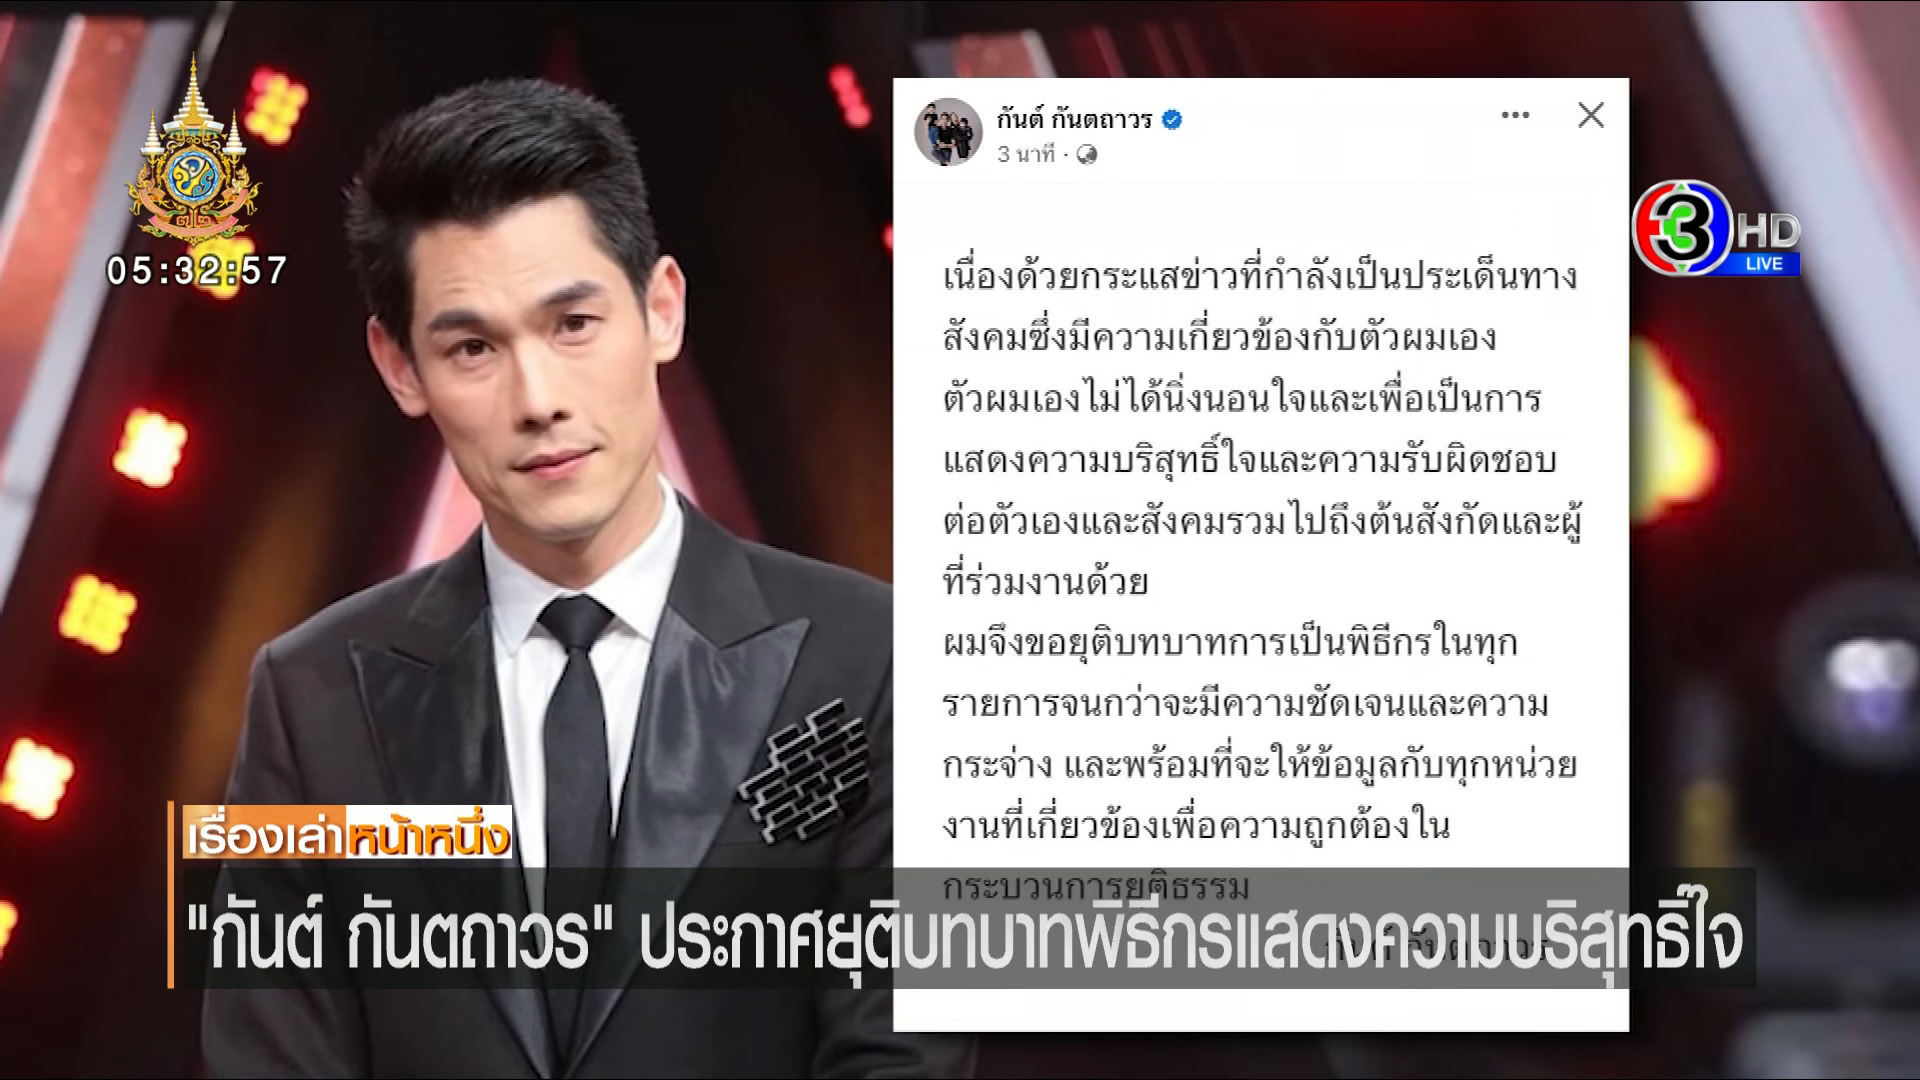 05:32:57
กันต์ กันตถาวร
3 นาที ·
3 HD
LIVE
เนื่องด้วยกระแสข่าวที่กำลังเป็นประเด็นทาง
สังคมซึ่งมีความเกี่ยวข้องกับตัวผมเอง
ตัวผมเองไม่ได้นิ่งนอนใจและเพื่อเป็นการ
แสดงความบริสุทธิ์ใจและความรับผิดชอบ
ต่อตัวเองและสังคมรวมไปถึงต้นสังกัดและผู้
ที่ร่วมงานด้วย
ผมจึงขอยุติบทบาทการเป็นพิธีกรในทุก
รายการจนกว่าจะมีความชัดเจนและความ
กระจ่าง และพร้อมที่จะให้ข้อมูลกับทุกหน่วย
งานที่เกี่ยวข้องเพื่อความถูกต้องใน
กระบวนการยุติธรรม
กันต์ กันตถาวร
เรื่องเล่าหน้าหนึ่ง
"กันต์ กันตถาวร" ประกาศยุติบทบาทพิธีกรแสดงความบริสุทธิ์ใจ